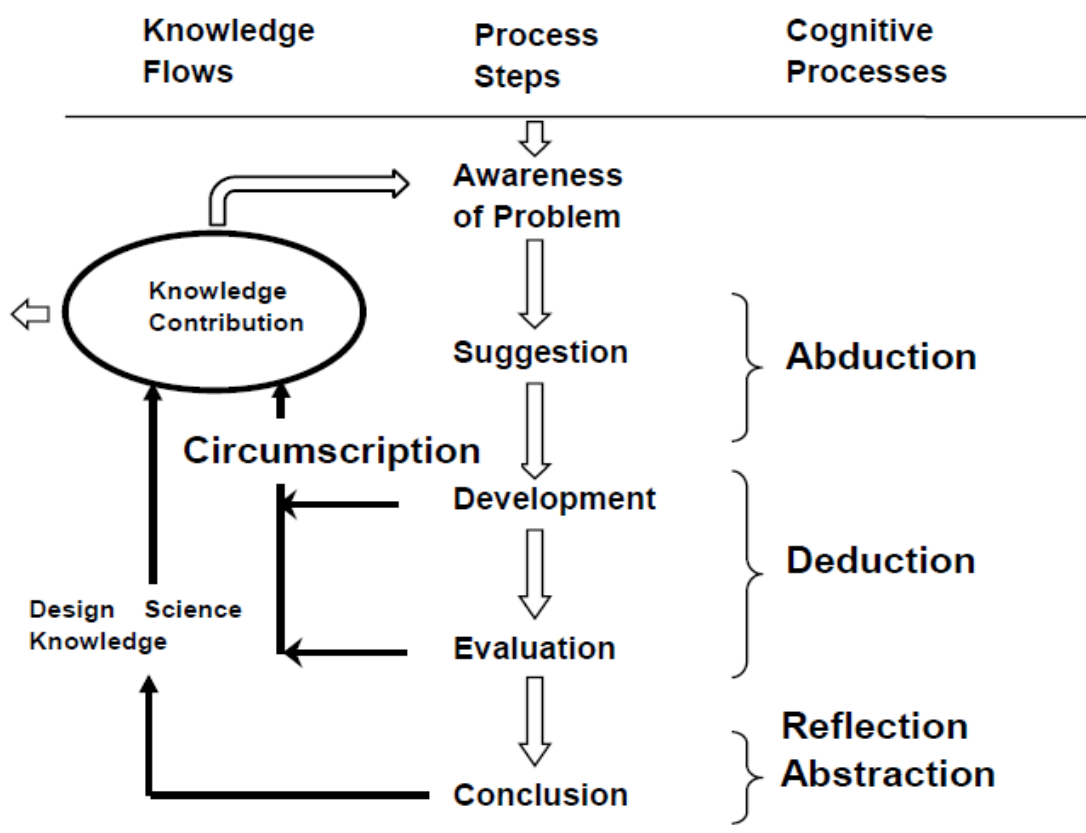 Knowledge Flows
Process Steps
Cognitive Processes
Awareness
of Problem
Knowledge
Contribution
Suggestion
Abduction
Circumscription
Development
Deduction
Design Science
Knowledge
Evaluation
Reflection
Abstraction
Conclusion